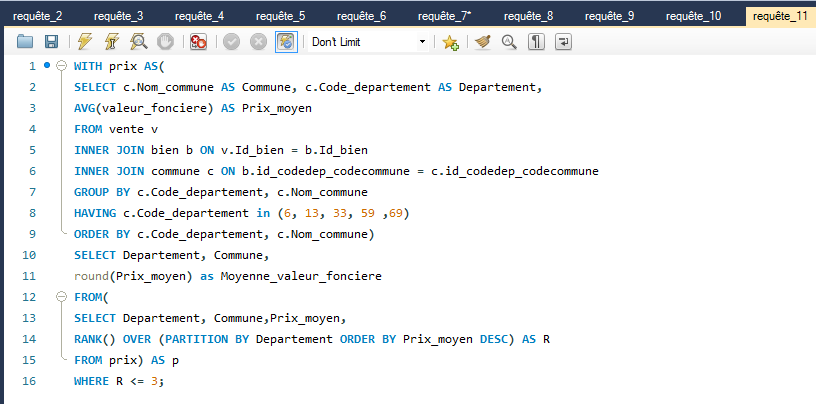 requête_2 requête_3 requête_4 requête_5 requête_6 requête_7* requête_8 requête_9 requête_10 requête_11
Don't Limit
1 WITH prix AS(
2 SELECT c.Nom_commune AS Commune, c.Code_departement AS Departement,
3 AVG(valeur_fonciere) AS Prix_moyen
4 FROM vente v
5 INNER JOIN bien b ON v.Id_bien = b.Id_bien
6 INNER JOIN commune c ON b.id_codedep_codecommune = c.id_codedep_codecommune
7 GROUP BY c.Code_departement, c.Nom_commune
8 HAVING c.Code_departement in (6, 13, 33, 59 ,69)
9 ORDER BY c.Code_departement, c.Nom_commune)
10 SELECT Departement, Commune,
11 round(Prix_moyen) as Moyenne_valeur_fonciere
12 FROM(
13 SELECT Departement, Commune,Prix_moyen,
14 RANK() OVER (PARTITION BY Departement ORDER BY Prix_moyen DESC) AS R
15 FROM prix) AS p
16 WHERE R <= 3;